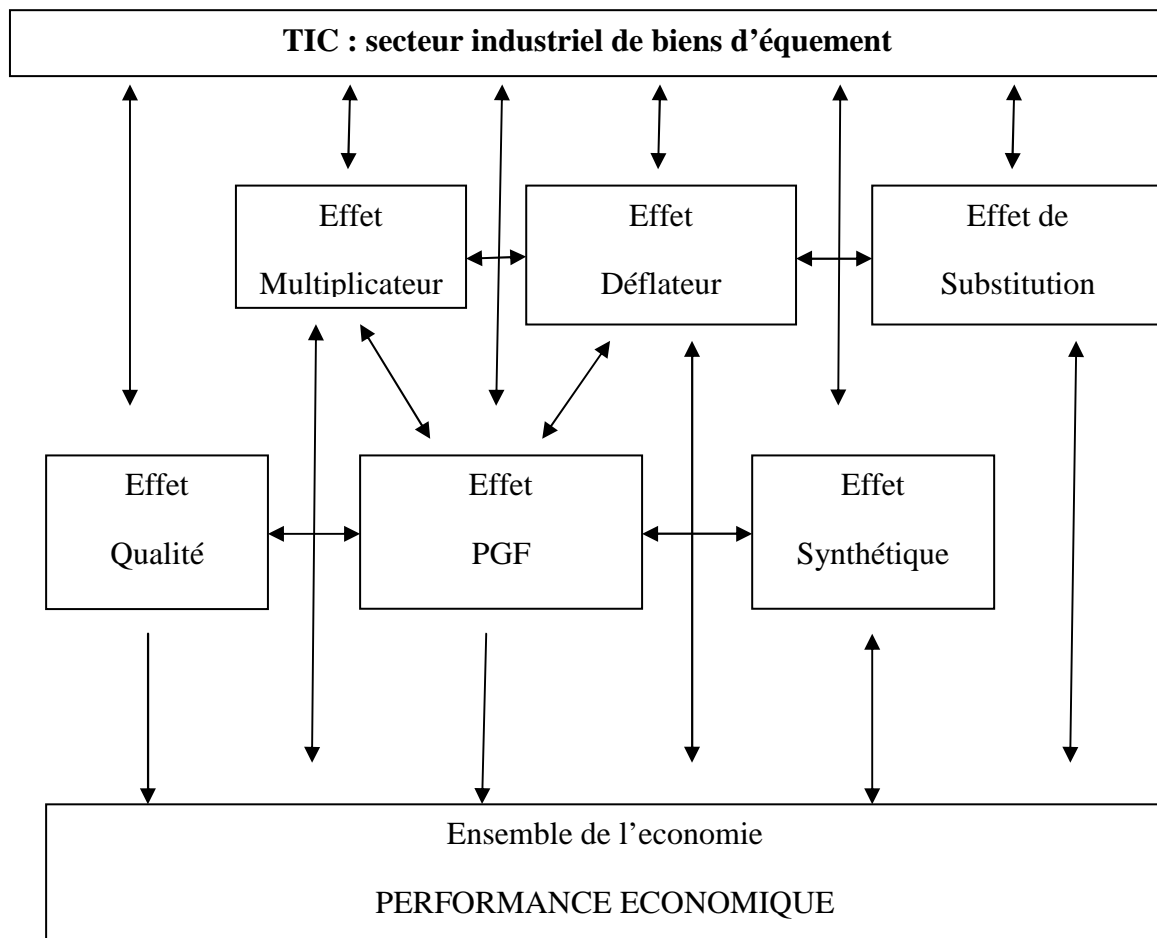 TIC : secteur industriel de biens d’équement
Effet
Multiplicateur
Effet
Déflateur
Effet de
Substitution
Effet
Qualité
Effet
PGF
Effet
Synthétique
Ensemble de l’economie
PERFORMANCE ECONOMIQUE